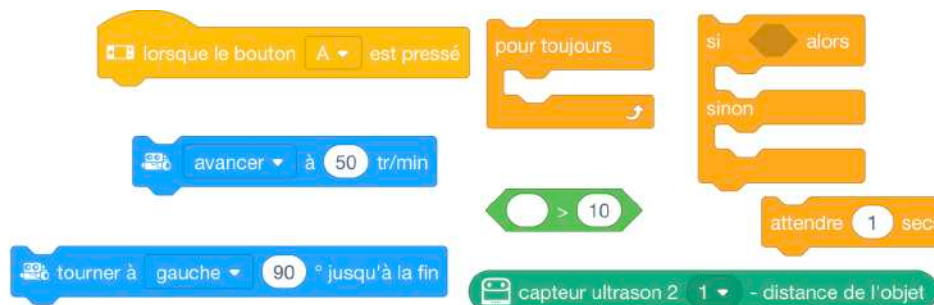 lorsque le bouton A est pressé
pour toujours
si alors
sinon
avancer à 50 tr/min
> 10
attendre 1 sec
tourner à gauche 90 ° jusqu'à la fin
capteur ultrason 2 1 - distance de l'objet